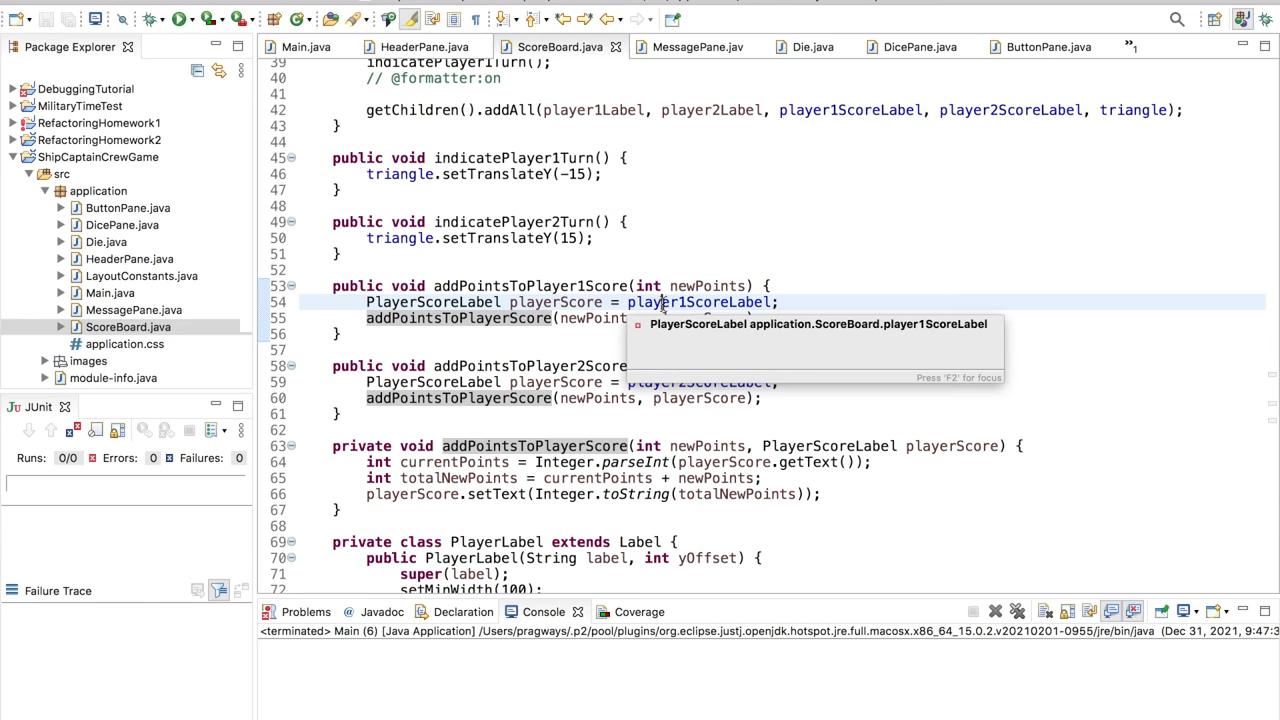 Package Explorer
DebuggingTutorial
MilitaryTimeTest
RefactoringHomework1
RefactoringHomework2
ShipCaptainCrewGame
src
application
ButtonPane.java
DicePane.java
Die.java
HeaderPane.java
LayoutConstants.java
Main.java
MessagePane.java
ScoreBoard.java
application.css
images
module-info.java
JUnit
Runs: 0/0 Errors: 0 Failures: 0
Failure Trace
Main.java HeaderPane.java ScoreBoard.java MessagePane.jav Die.java DicePane.java ButtonPane.java »1
39 indicatePlayer1Turn();
40 // @formatter:on
41
42 getChildren().addAll(player1Label, player2Label, player1ScoreLabel, player2ScoreLabel, triangle);
43 }
44
45 public void indicatePlayer1Turn() {
46 triangle.setTranslateY(-15);
47 }
48
49 public void indicatePlayer2Turn() {
50 triangle.setTranslateY(15);
51 }
52
53 public void addPointsToPlayer1Score(int newPoints) {
54 PlayerScoreLabel playerScore = player1ScoreLabel;
55 addPointsToPlayerScore(newPoint
PlayerScoreLabel application.ScoreBoard.player1ScoreLabel
Press 'F2' for focus
56 }
57
58 public void addPointsToPlayer2Score
59 PlayerScoreLabel playerScore = player2ScoreLabel;
60 addPointsToPlayerScore(newPoints, playerScore);
61 }
62
63 private void addPointsToPlayerScore(int newPoints, PlayerScoreLabel playerScore) {
64 int currentPoints = Integer.parseInt(playerScore.getText());
65 int totalNewPoints = currentPoints + newPoints;
66 playerScore.setText(Integer.toString(totalNewPoints));
67 }
68
69 private class PlayerLabel extends Label {
70 public PlayerLabel(String label, int yOffset) {
71 super(label);
72 setMinWidth(100);
Problems @ Javadoc Declaration Console Coverage
<terminated> Main (6) [Java Application] /Users/pragways/.p2/pool/plugins/org.eclipse.justj.openjdk.hotspot.jre.full.macosx.x86_64_15.0.2.v20210201-0955/jre/bin/java (Dec 31, 2021, 9:47:3